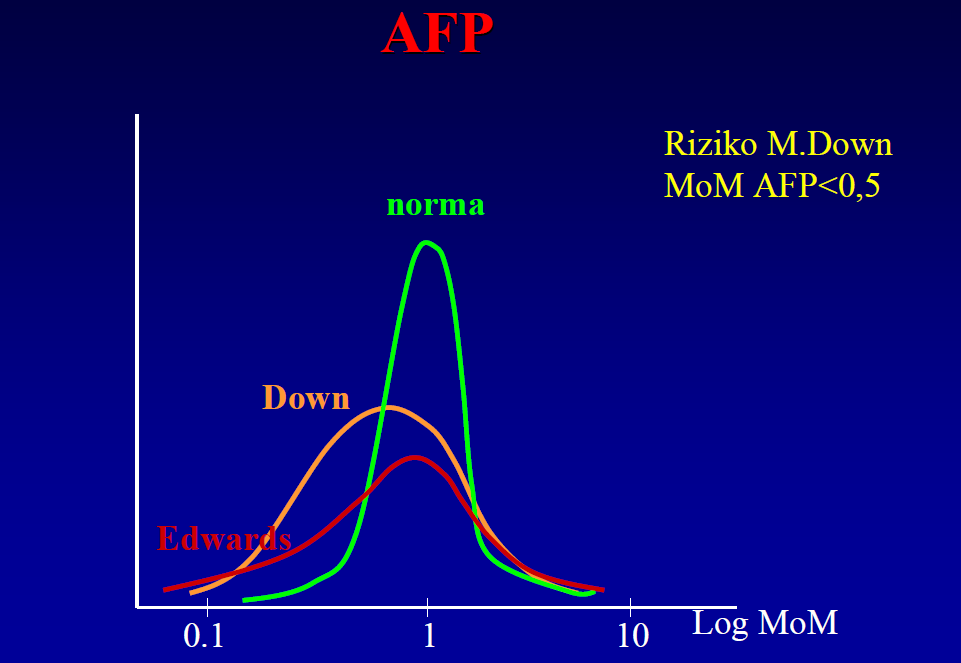 AFP
Riziko M.Down
MoM AFP<0,5
norma
Down
Edwards
0.1
1
10
Log MoM